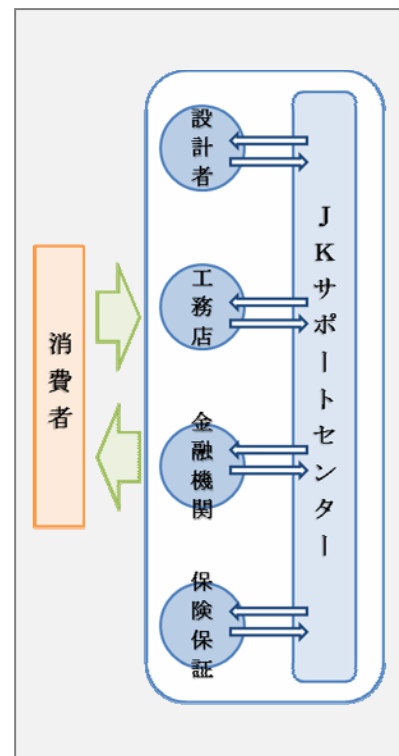 消費者
設計者
工務店
金融機関
保険保証
JKサポートセンター